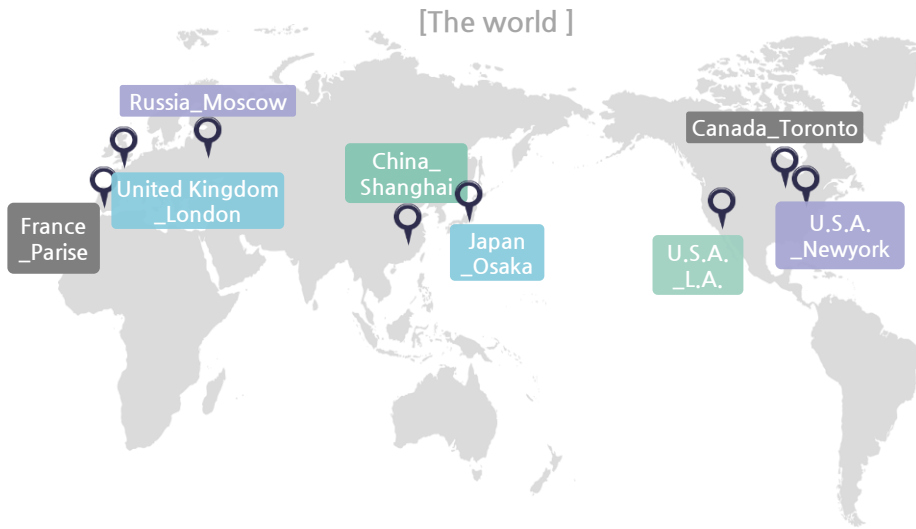 [The world ]
Russia_Moscow
Canada_Toronto
China_
Shanghai
United Kingdom
_London
France
_Parise
Japan
_Osaka
U.S.A.
_L.A.
U.S.A.
_Newyork